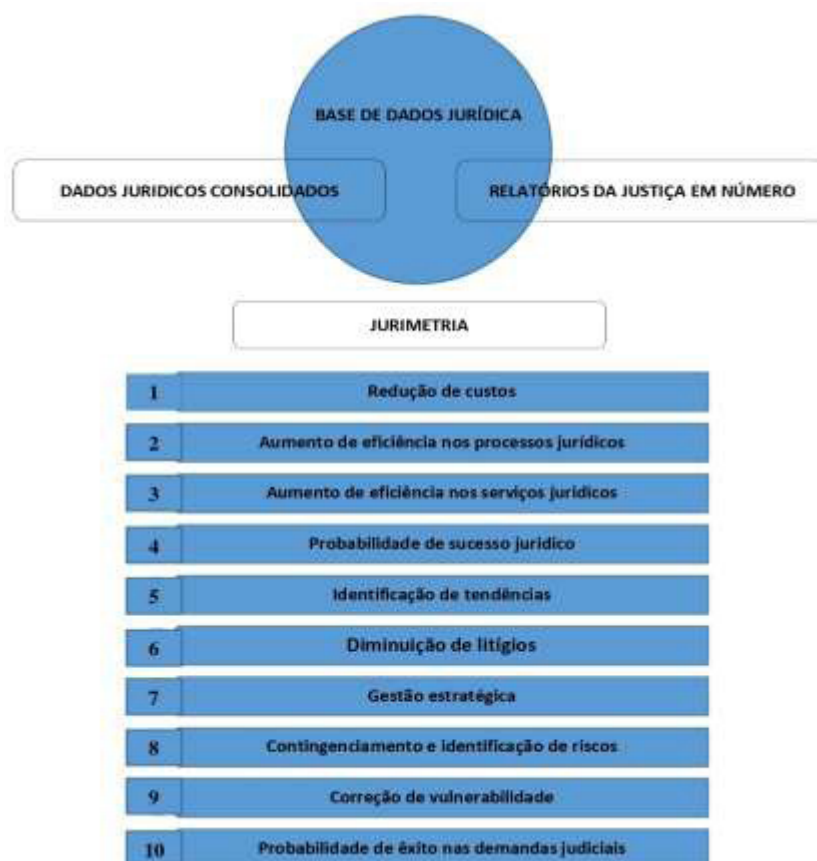 BASE DE DADOS JURÍDICA
DADOS JURIDICOS CONSOLIDADOS
RELATÓRIOS DA JUSTIÇA EM NÚMERO
JURIMETRIA
1 Redução de custos
2 Aumento de eficiência nos processos jurídicos
3 Aumento de eficiência nos serviços juridicos
4 Probabilidade de sucesso juridico
5 Identificação de tendências
6 Diminuição de litígios
7 Gestão estratégica
8 Contingenciamento e identificação de riscos
9 Correção de vulnerabilidade
10 Probabilidade de êxito nas demandas judiciais